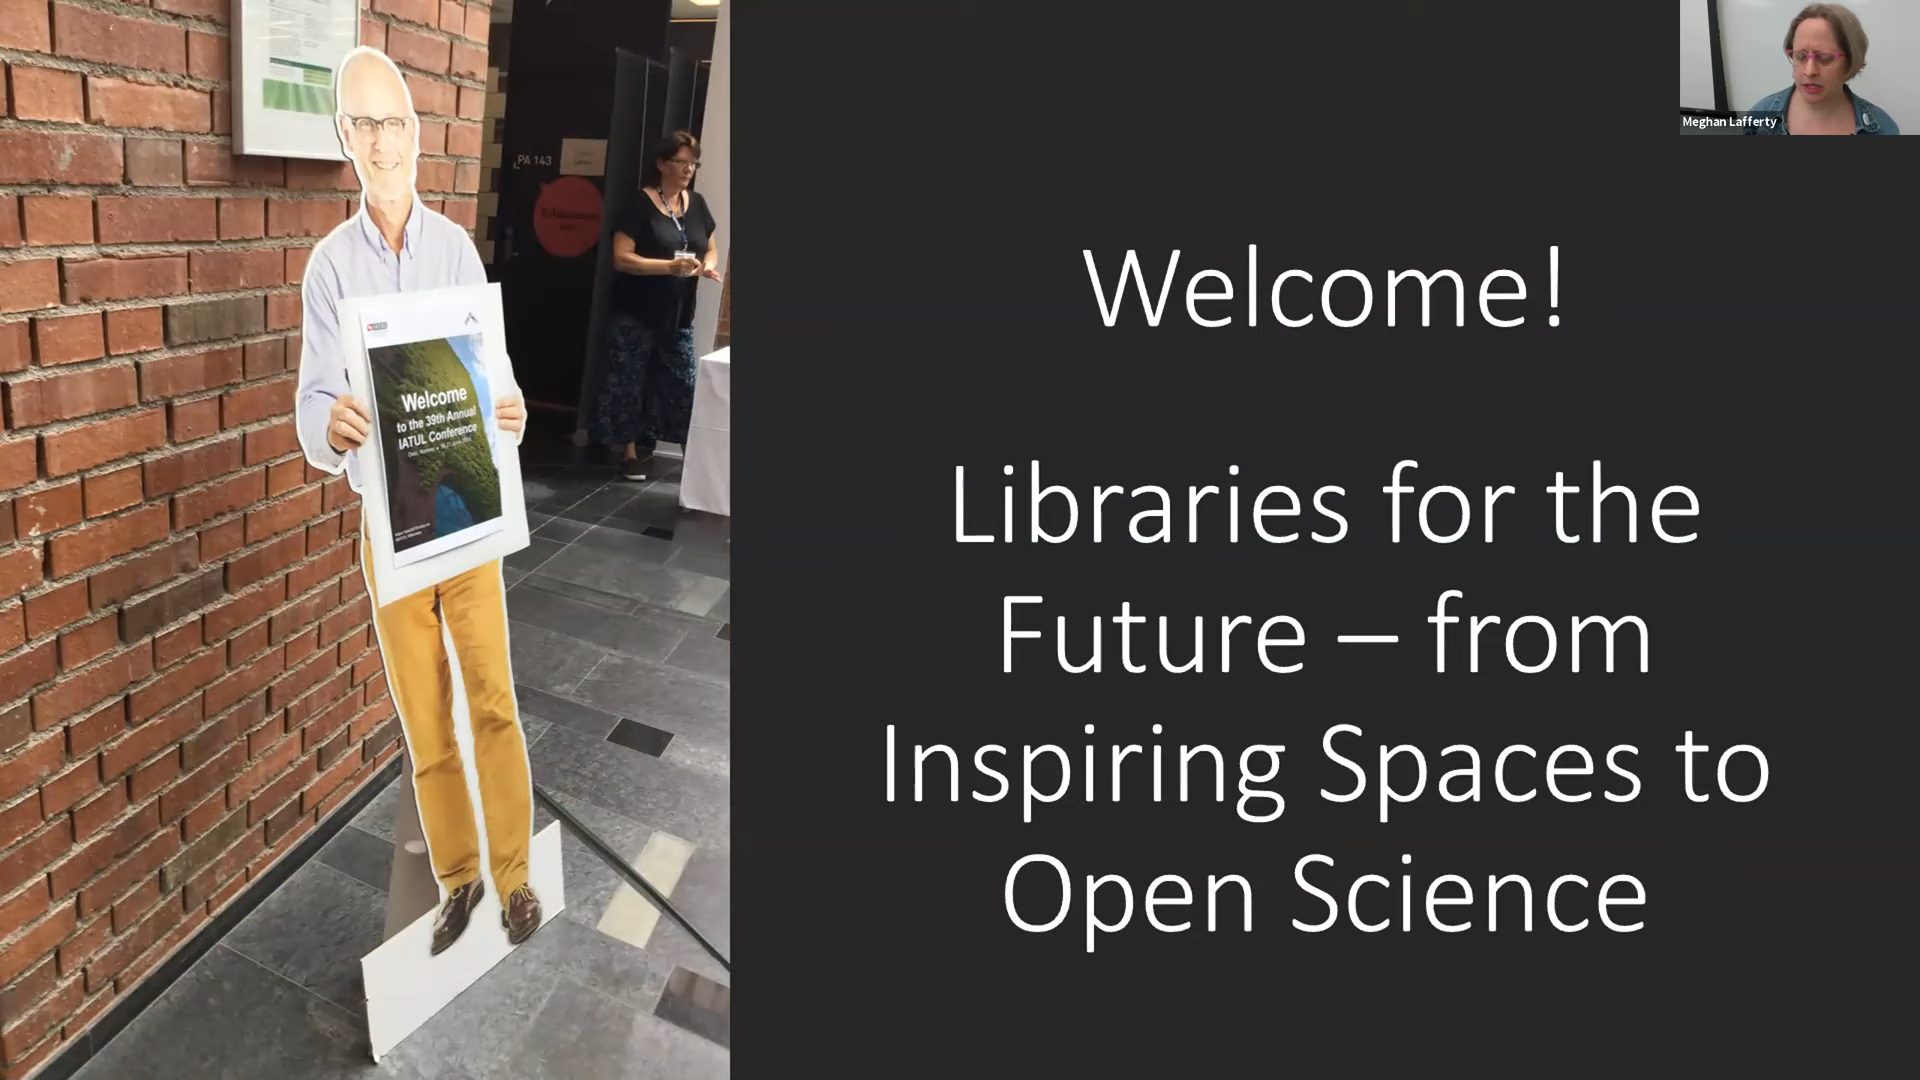 Welcome!
Libraries for the
Future – from
Inspiring Spaces to
Open Science
Meghan Lafferty
PA 143
Welcome
to the 39th Annual
IATUL Conference